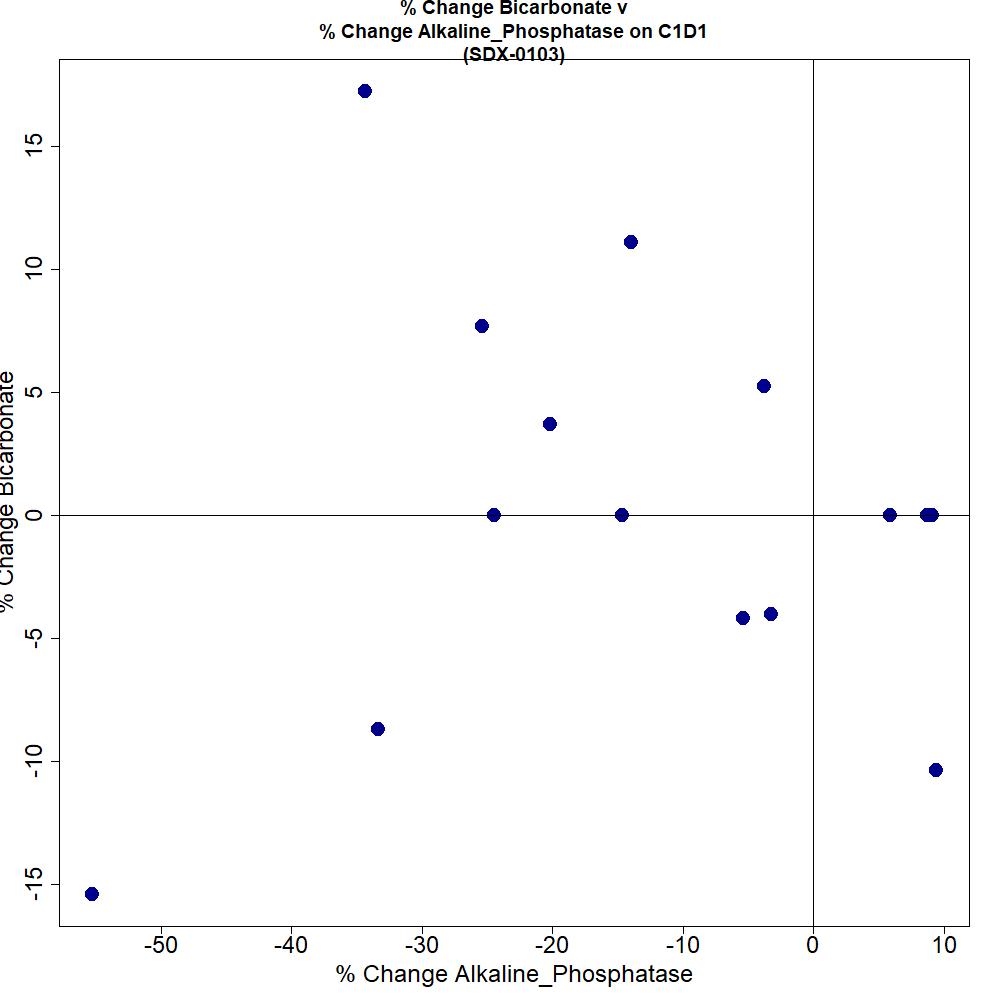 % Change Bicarbonate v
% Change Alkaline_Phosphatase on C1D1
(SDX-0103)
% Change Bicarbonate
15
10
5
0
-5
-10
-15
-50 -40 -30 -20 -10 0 10
% Change Alkaline_Phosphatase